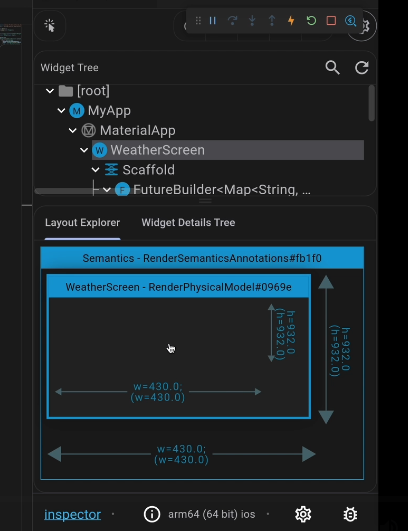 Widget Tree
[root]
M MyApp
M MaterialApp
W WeatherScreen
Scaffold
F FutureBuilder<Map<String, ...
Layout Explorer
Widget Details Tree
Semantics - RenderSemanticsAnnotations#fb1f0
WeatherScreen - RenderPhysicalModel#0969e
h=932.0
(h=932.0)
h=932.0
(h=932.0)
w=430.0;
(w=430.0)
w=430.0;
(w=430.0)
inspector · arm64 (64 bit) ios ·